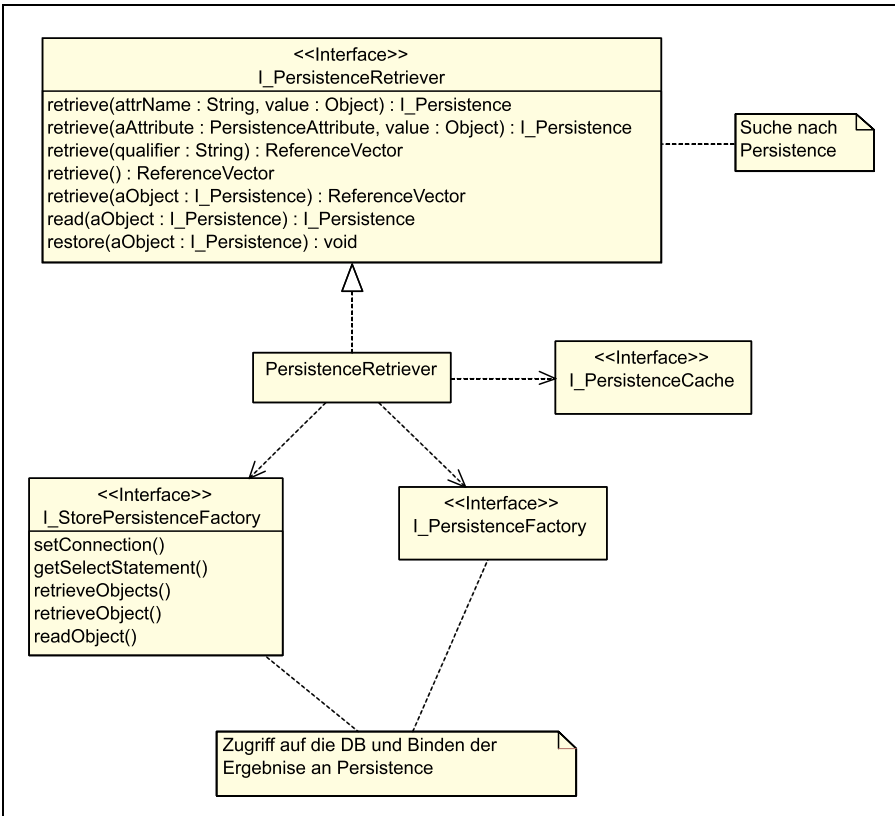 <<Interface>>
I_PersistenceRetriever
retrieve(attrName : String, value : Object) : I_Persistence
retrieve(aAttribute : PersistenceAttribute, value : Object) : I_Persistence
retrieve(qualifier : String) : ReferenceVector
retrieve() : ReferenceVector
retrieve(aObject : I_Persistence) : ReferenceVector
read(aObject : I_Persistence) : I_Persistence
restore(aObject : I_Persistence) : void
Suche nach
Persistence
PersistenceRetriever
<<Interface>>
I_PersistenceCache
<<Interface>>
I_StorePersistenceFactory
setConnection()
getSelectStatement()
retrieveObjects()
retrieveObject()
readObject()
<<Interface>>
I_PersistenceFactory
Zugriff auf die DB und Binden der
Ergebnise an Persistence